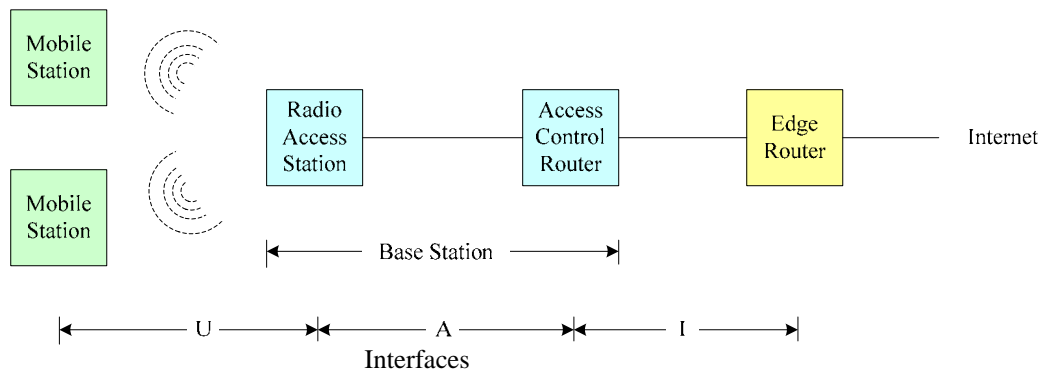 Mobile
Station
Radio
Access
Station
Access
Control
Router
Edge
Router
Internet
Mobile
Station
Base Station
U
A
I
Interfaces